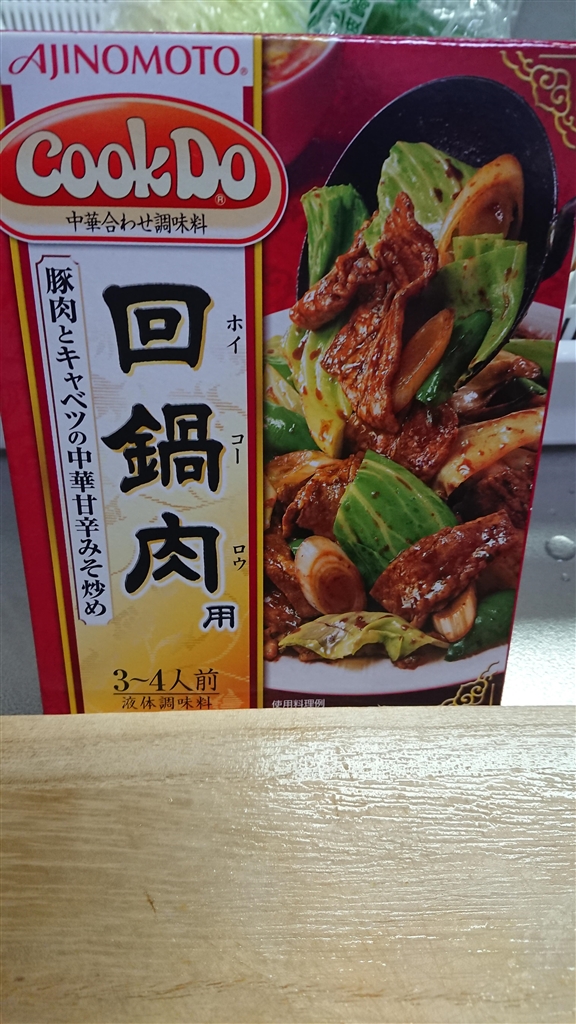 AJINOMOTO®
CookDo®
中華合わせ調味料
豚肉とキャベツの中華甘辛みそ炒め
回鍋肉用
ホイコーロウ
3~4人前
液体調味料
使用料理例